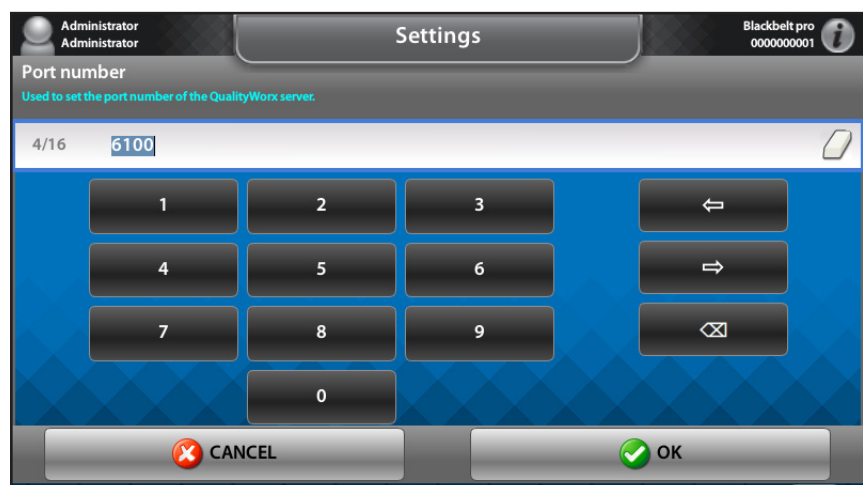 Administrator
Administrator
Settings
Blackbelt pro
0000000001
i
Port number
Used to set the port number of the QualityWorx server.
4/16 6100
1 2 3 ⇦
4 5 6 ⇨
7 8 9 ⌫
0
CANCEL OK